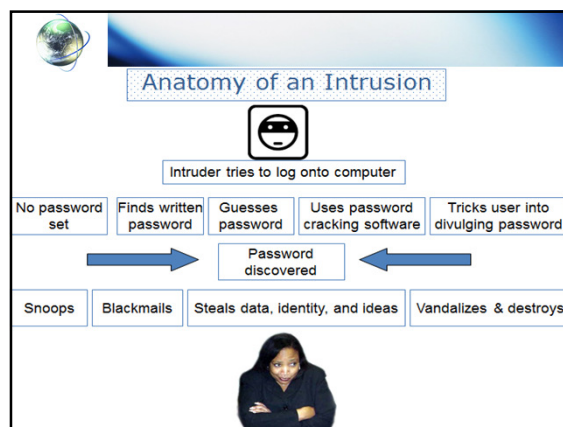 Anatomy of an Intrusion
Intruder tries to log onto computer
No password
set
Finds written
password
Guesses
password
Uses password
cracking software
Tricks user into
divulging password
Password
discovered
Snoops
Blackmails
Steals data, identity, and ideas
Vandalizes & destroys